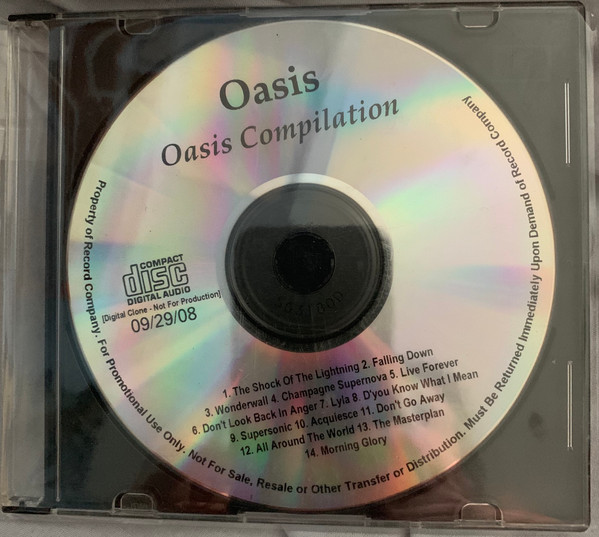 Oasis
Oasis Compilation
COMPACT
disc
DIGITAL AUDIO
[Digital Clone - Not For Production]
09/29/08
1. The Shock Of The Lightning 2. Falling Down
3. Wonderwall 4. Champagne Supernova 5. Live Forever
6. Don't Look Back In Anger 7. Lyla 8. D'you Know What I Mean
9. Supersonic 10. Acquiesce 11. Don't Go Away
12. All Around The World 13. The Masterplan
14. Morning Glory
Property of Record Company. For Promotional Use Only. Not For Sale, Resale or Other Transfer or Distribution. Must Be Returned Immediately Upon Demand of Record Company